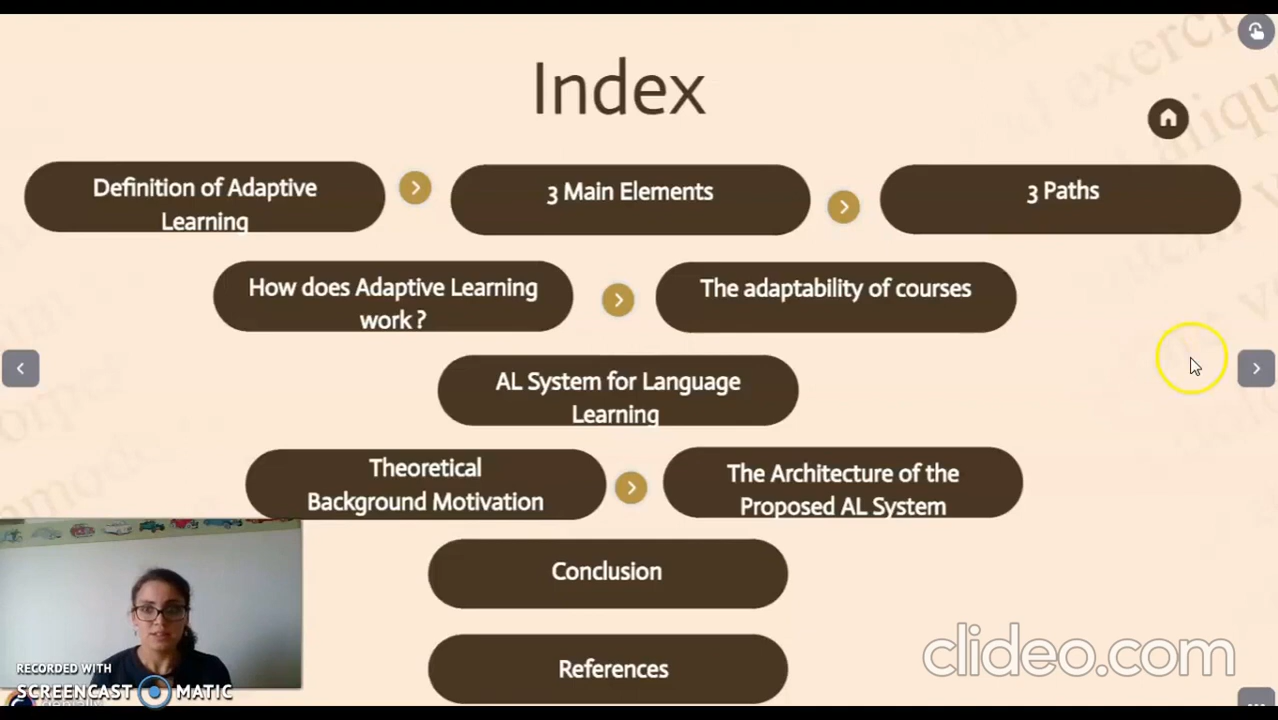 Index
Definition of Adaptive
Learning
3 Main Elements
3 Paths
How does Adaptive Learning
work ?
The adaptability of courses
AL System for Language
Learning
Theoretical
Background Motivation
The Architecture of the
Proposed AL System
Conclusion
References
RECORDED WITH
SCREENCAST MATIC
clideo.com